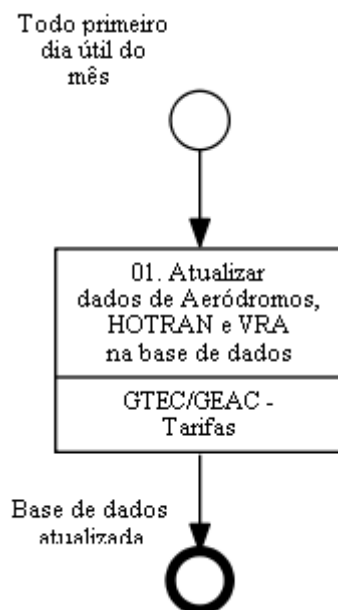 Todo primeiro
dia útil do
mês
01. Atualizar
dados de Aeródromos,
HOTRAN e VRA
na base de dados
GTEC/GEAC -
Tarifas
Base de dados
atualizada